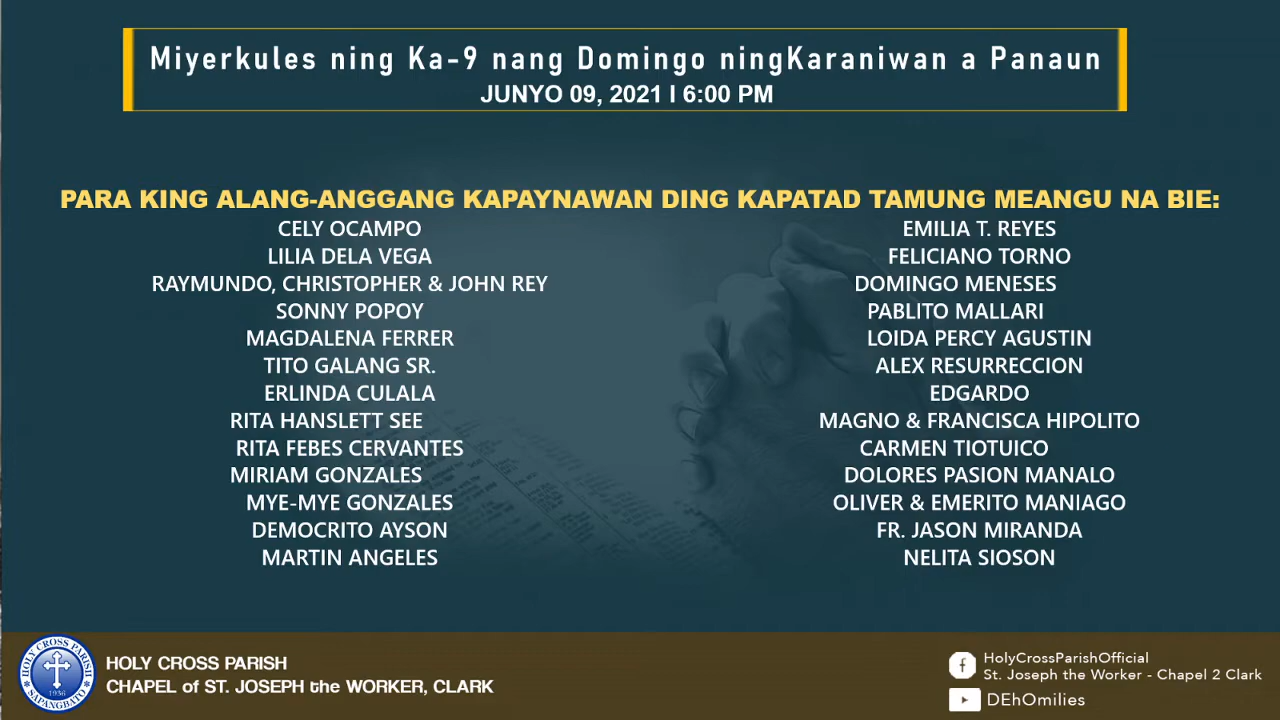 Miyerkules ning Ka-9 nang Domingo ningKaraniwan a Panaun
JUNYO 09, 2021 I 6:00 PM
PARA KING ALANG-ANGGANG KAPAYNAWAN DING KAPATAD TAMUNG MEANGU NA BIE:
CELY OCAMPO
LILIA DELA VEGA
RAYMUNDO, CHRISTOPHER & JOHN REY
SONNY POPOY
MAGDALENA FERRER
TITO GALANG SR.
ERLINDA CULALA
RITA HANSLETT SEE
RITA FEBES CERVANTES
MIRIAM GONZALES
MYE-MYE GONZALES
DEMOCRITO AYSON
MARTIN ANGELES
EMILIA T. REYES
FELICIANO TORNO
DOMINGO MENESES
PABLITO MALLARI
LOIDA PERCY AGUSTIN
ALEX RESURRECCION
EDGARDO
MAGNO & FRANCISCA HIPOLITO
CARMEN TIOTUICO
DOLORES PASION MANALO
OLIVER & EMERITO MANIAGO
FR. JASON MIRANDA
NELITA SIOSON
HOLY CROSS PARISH
1936
SAPANGBATO
HOLY CROSS PARISH
CHAPEL of ST. JOSEPH the WORKER, CLARK
HolyCrossParishOfficial
St. Joseph the Worker - Chapel 2 Clark
DEhOmilies